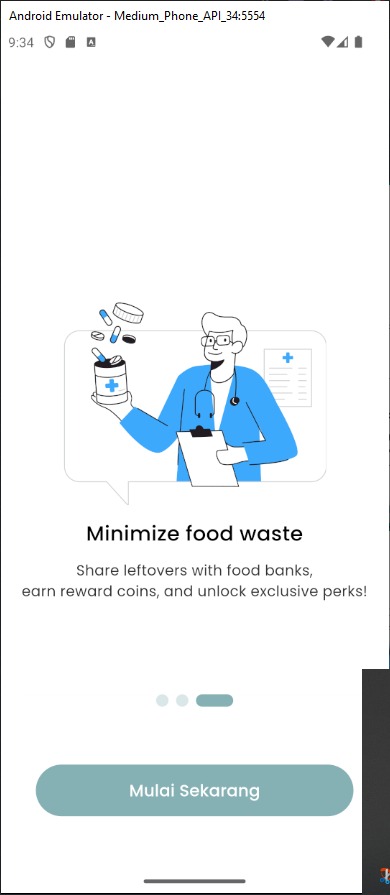 Android Emulator - Medium_Phone_API_34:5554
9:34
Minimize food waste
Share leftovers with food banks,
earn reward coins, and unlock exclusive perks!
Mulai Sekarang